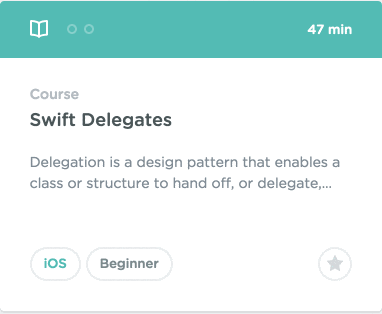 47 min
Course
Swift Delegates
Delegation is a design pattern that enables a
class or structure to hand off, or delegate,...
iOS
Beginner